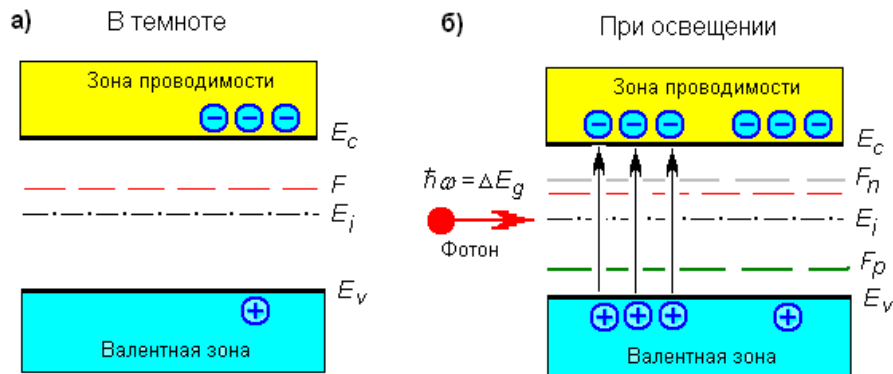 а)
В темноте
Зона проводимости
E_c
F
E_i
E_v
Валентная зона
б)
При освещении
Зона проводимости
E_c
ℏω = ΔE_g
F_n
E_i
Фотон
F_p
E_v
Валентная зона